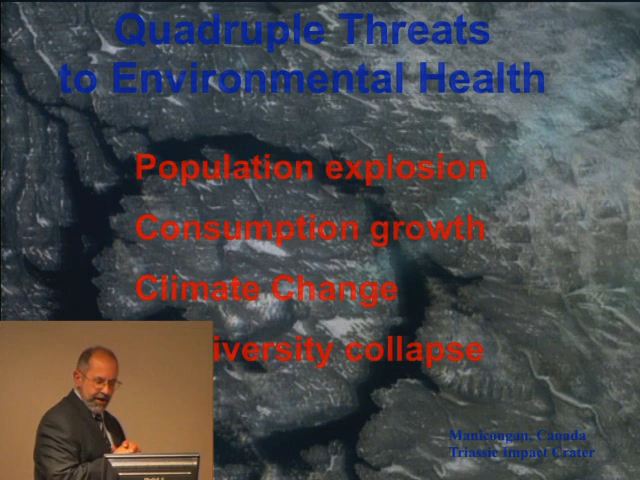 Quadruple Threats
to Environmental Health
Population explosion
Consumption growth
Climate Change
iversity collapse
Manicougan, Canada
Triassic Impact Crater